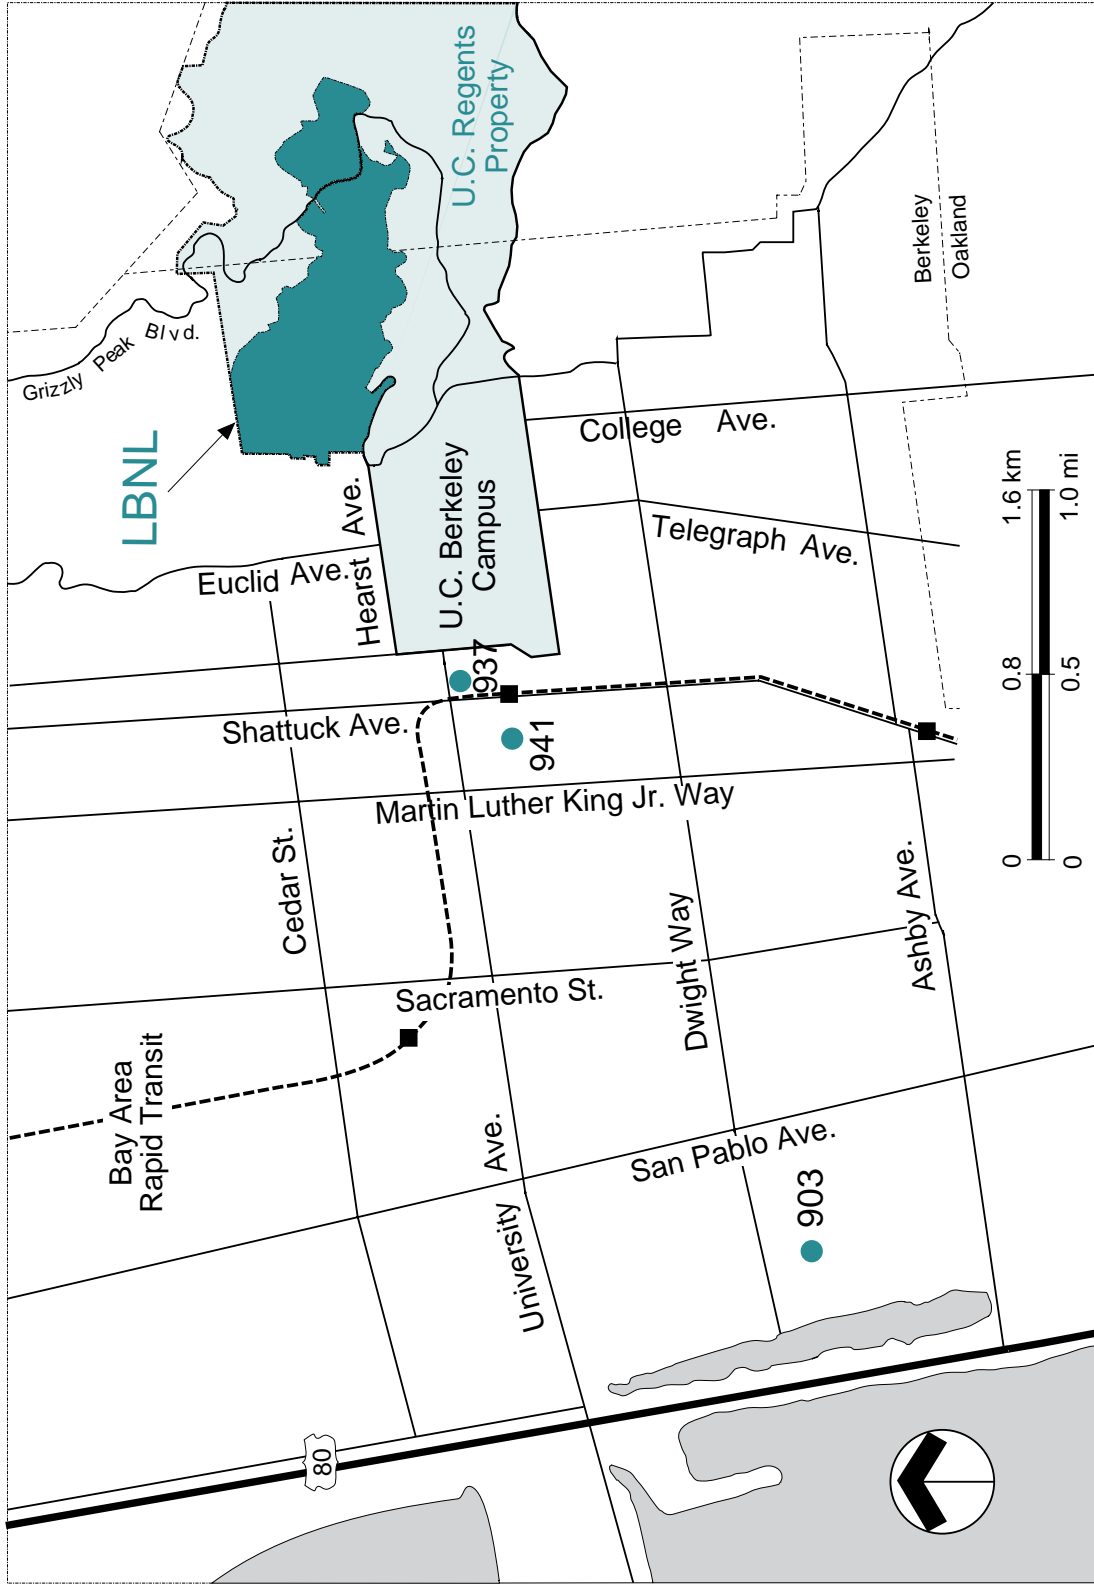 Grizzly Peak Blvd.
LBNL
U.C. Regents
Property
Berkeley
Oakland
Euclid Ave.
Hearst Ave.
U.C. Berkeley
Campus
College Ave.
Telegraph Ave.
937
941
Shattuck Ave.
Martin Luther King Jr. Way
Cedar St.
Sacramento St.
Dwight Way
Ashby Ave.
Bay Area
Rapid Transit
University Ave.
San Pablo Ave.
903
80
0 0.8 1.6 km
0 0.5 1.0 mi